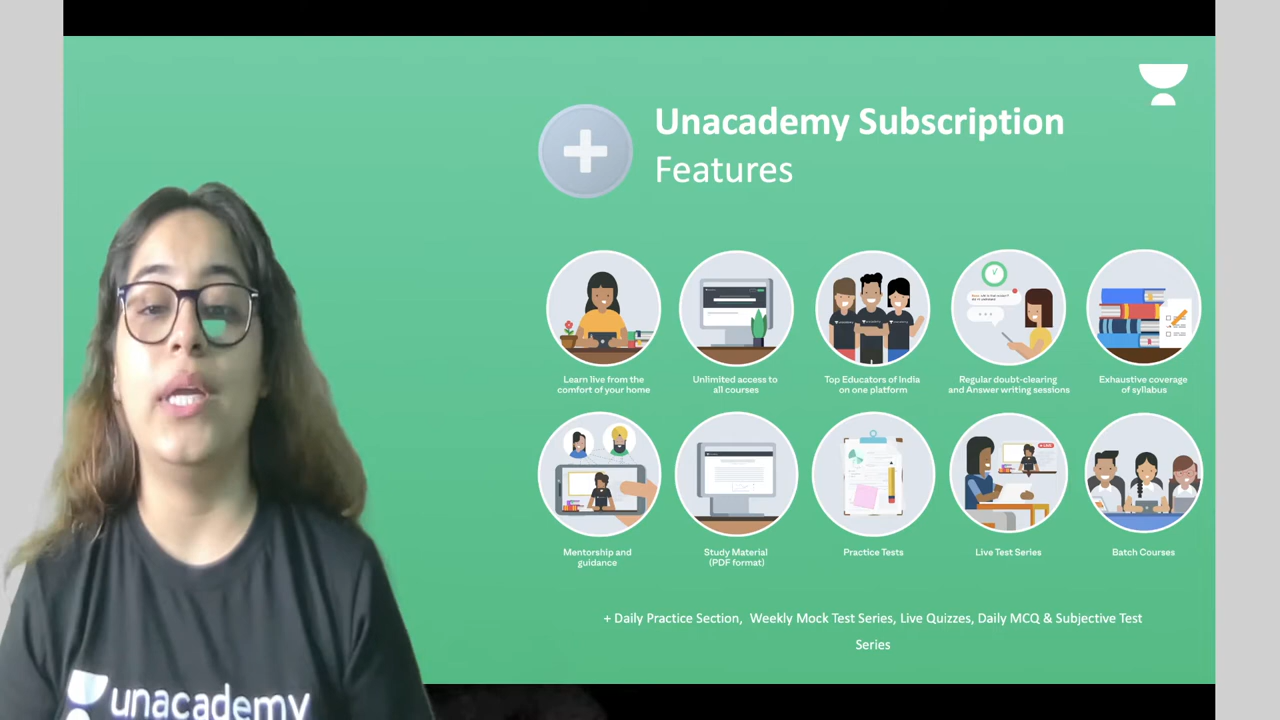 Unacademy Subscription
Features
Learn live from the
comfort of your home
Unlimited access to
all courses
Top Educators of India
on one platform
Regular doubt-clearing
and Answer writing sessions
Exhaustive coverage
of syllabus
Mentorship and
guidance
Study Material
(PDF format)
Practice Tests
Live Test Series
Batch Courses
+ Daily Practice Section, Weekly Mock Test Series, Live Quizzes, Daily MCQ & Subjective Test
Series
unacademy